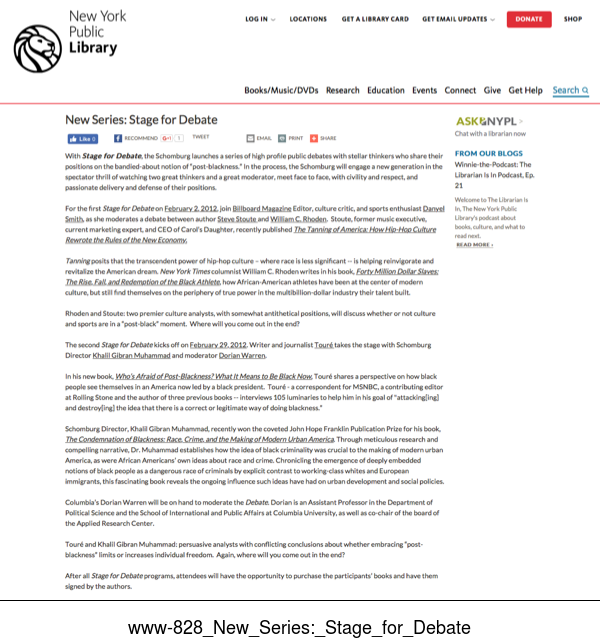 New York
Public
Library
LOG IN
LOCATIONS
GET A LIBRARY CARD
GET EMAIL UPDATES
DONATE
SHOP
Books/Music/DVDs Research Education Events Connect Give Get Help Search
New Series: Stage for Debate
Like 0
RECOMMEND
G+1
1
TWEET
EMAIL
PRINT
SHARE
With Stage for Debate, the Schomburg launches a series of high profile public debates with stellar thinkers who share their
positions on the bandied-about notion of "post-blackness." In the process, the Schomburg will engage a new generation in the
spectator thrill of watching two great thinkers and a great moderator, meet face to face, with civility and respect, and
passionate delivery and defense of their positions.
For the first Stage for Debate on February 2, 2012, join Billboard Magazine Editor, culture critic, and sports enthusiast Danyel
Smith, as she moderates a debate between author Steve Stoute and William C. Rhoden. Stoute, former music executive,
current marketing expert, and CEO of Carol's Daughter, recently published The Tanning of America: How Hip-Hop Culture
Rewrote the Rules of the New Economy.
Tanning posits that the transcendent power of hip-hop culture – where race is less significant -- is helping reinvigorate and
revitalize the American dream. New York Times columnist William C. Rhoden writes in his book, Forty Million Dollar Slaves:
The Rise, Fall, and Redemption of the Black Athlete, how African-American athletes have been at the center of modern
culture, but still find themselves on the periphery of true power in the multibillion-dollar industry their talent built.
Rhoden and Stoute: two premier culture analysts, with somewhat antithetical positions, will discuss whether or not culture
and sports are in a "post-black" moment. Where will you come out in the end?
The second Stage for Debate kicks off on February 29, 2012. Writer and journalist Touré takes the stage with Schomburg
Director Khalil Gibran Muhammad and moderator Dorian Warren.
In his new book, Who's Afraid of Post-Blackness? What It Means to Be Black Now, Touré shares a perspective on how black
people see themselves in an America now led by a black president. Touré - a correspondent for MSNBC, a contributing editor
at Rolling Stone and the author of three previous books -- interviews 105 luminaries to help him in his goal of "attacking[ing]
and destroy[ing] the idea that there is a correct or legitimate way of doing blackness."
Schomburg Director, Khalil Gibran Muhammad, recently won the coveted John Hope Franklin Publication Prize for his book,
The Condemnation of Blackness: Race, Crime, and the Making of Modern Urban America. Through meticulous research and
compelling narrative, Dr. Muhammad establishes how the idea of black criminality was crucial to the making of modern urban
America, as were African Americans' own ideas about race and crime. Chronicling the emergence of deeply embedded
notions of black people as a dangerous race of criminals by explicit contrast to working-class whites and European
immigrants, this fascinating book reveals the ongoing influence such ideas have had on urban development and social policies.
Columbia's Dorian Warren will be on hand to moderate the Debate. Dorian is an Assistant Professor in the Department of
Political Science and the School of International and Public Affairs at Columbia University, as well as co-chair of the board of
the Applied Research Center.
Touré and Khalil Gibran Muhammad: persuasive analysts with conflicting conclusions about whether embracing "post-
blackness" limits or increases individual freedom. Again, where will you come out in the end?
After all Stage for Debate programs, attendees will have the opportunity to purchase the participants' books and have them
signed by the authors.
ASK NYPL >
Chat with a librarian now
FROM OUR BLOGS
Winnie-the-Podcast: The
Librarian Is In Podcast, Ep.
21
Welcome to The Librarian Is
In, The New York Public
Library's podcast about
books, culture, and what to
read next.
READ MORE ›
www-828_New_Series:_Stage_for_Debate